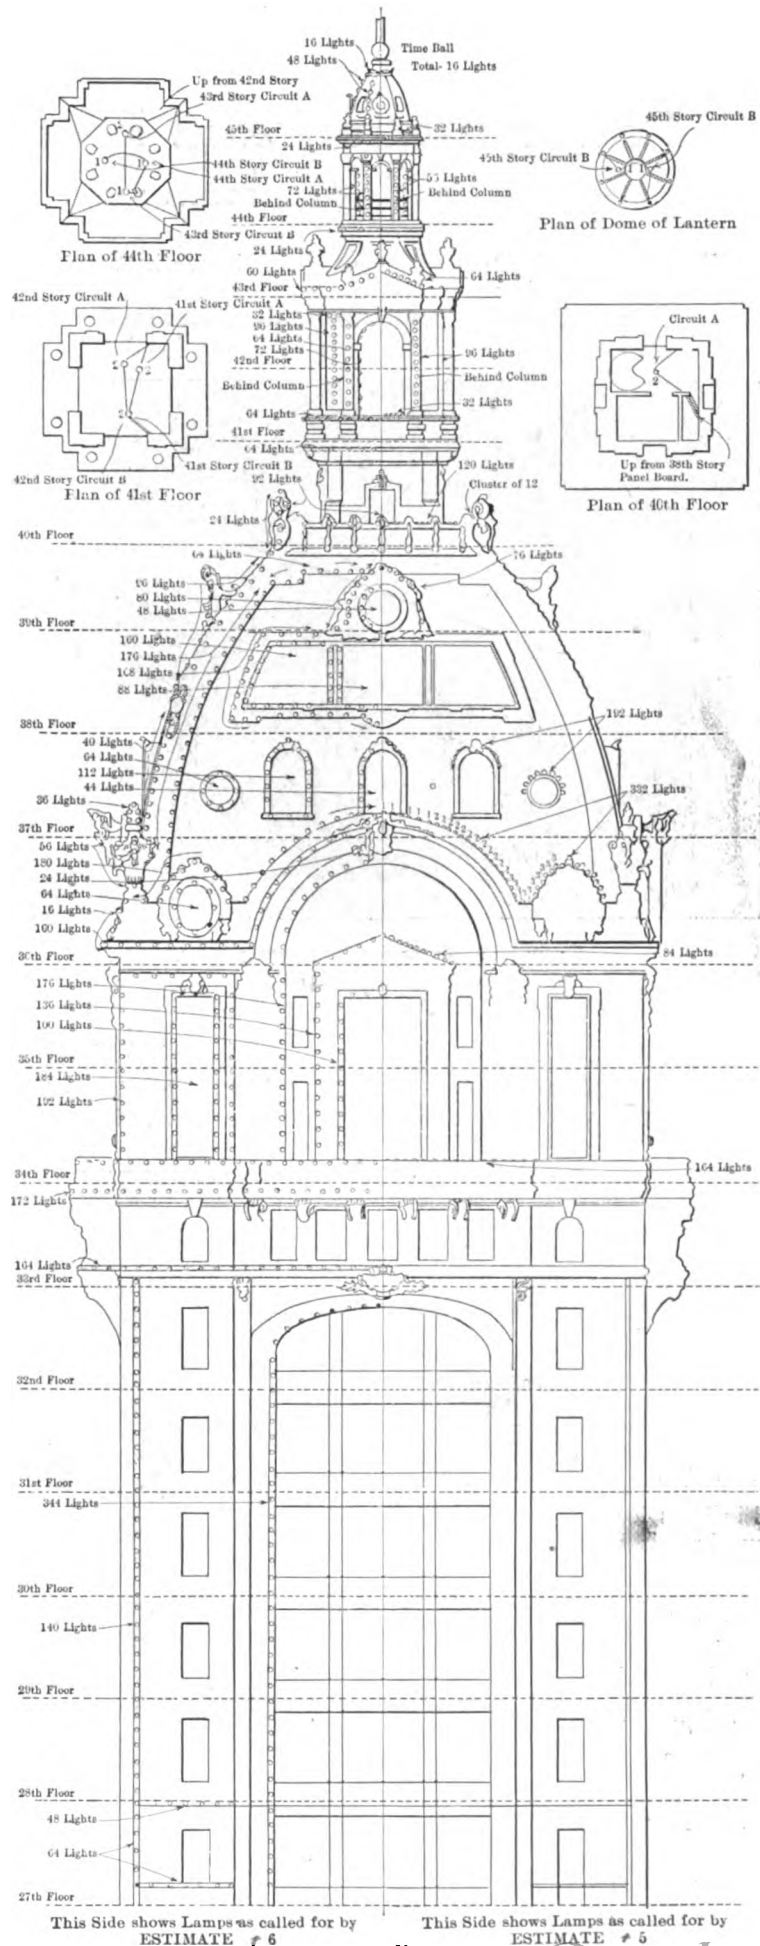 16 Lights
Time Ball
48 Lights
Total- 16 Lights
Up from 42nd Story
43rd Story Circuit A
45th Floor
32 Lights
24 Lights
44th Story Circuit B
44th Story Circuit A
72 Lights
Behind Column
Behind Column
44th Floor
43rd Story Circuit B
Plan of 44th Floor
45th Story Circuit B
45th Story Circuit B
Plan of Dome of Lantern
24 Lights
60 Lights
64 Lights
43rd Floor
42nd Story Circuit A
41st Story Circuit A
32 Lights
96 Lights
64 Lights
72 Lights
96 Lights
42nd Floor
Behind Column
Behind Column
32 Lights
64 Lights
41st Floor
64 Lights
42nd Story Circuit B
41st Story Circuit B
Plan of 41st Floor
Circuit A
2
Up from 38th Story
Panel Board.
Plan of 40th Floor
92 Lights
120 Lights
Cluster of 12
24 Lights
40th Floor
64 Lights
76 Lights
96 Lights
80 Lights
48 Lights
39th Floor
160 Lights
176 Lights
168 Lights
88 Lights
38th Floor
192 Lights
40 Lights
64 Lights
112 Lights
44 Lights
36 Lights
332 Lights
37th Floor
56 Lights
180 Lights
24 Lights
64 Lights
16 Lights
160 Lights
36th Floor
84 Lights
176 Lights
136 Lights
100 Lights
35th Floor
184 Lights
192 Lights
34th Floor
164 Lights
172 Lights
164 Lights
33rd Floor
32nd Floor
31st Floor
344 Lights
30th Floor
140 Lights
29th Floor
28th Floor
48 Lights
64 Lights
27th Floor
This Side shows Lamps as called for by
ESTIMATE # 6
This Side shows Lamps as called for by
ESTIMATE # 5